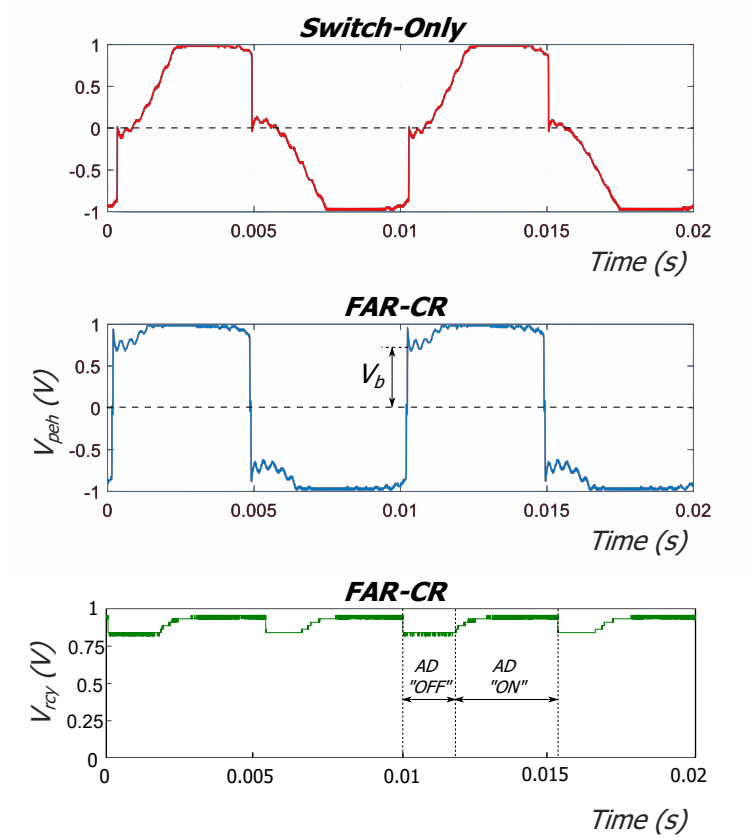 Switch-Only
1
0.5
0
-0.5
-1
0 0.005 0.01 0.015 0.02
Time (s)
FAR-CR
V_peh (V)
1
0.5
0
-0.5
-1
V_b
0 0.005 0.01 0.015 0.02
Time (s)
FAR-CR
V_rcy (V)
1
0.75
0.5
0.25
0
AD AD
"OFF" "ON"
0 0.005 0.01 0.015 0.02
Time (s)